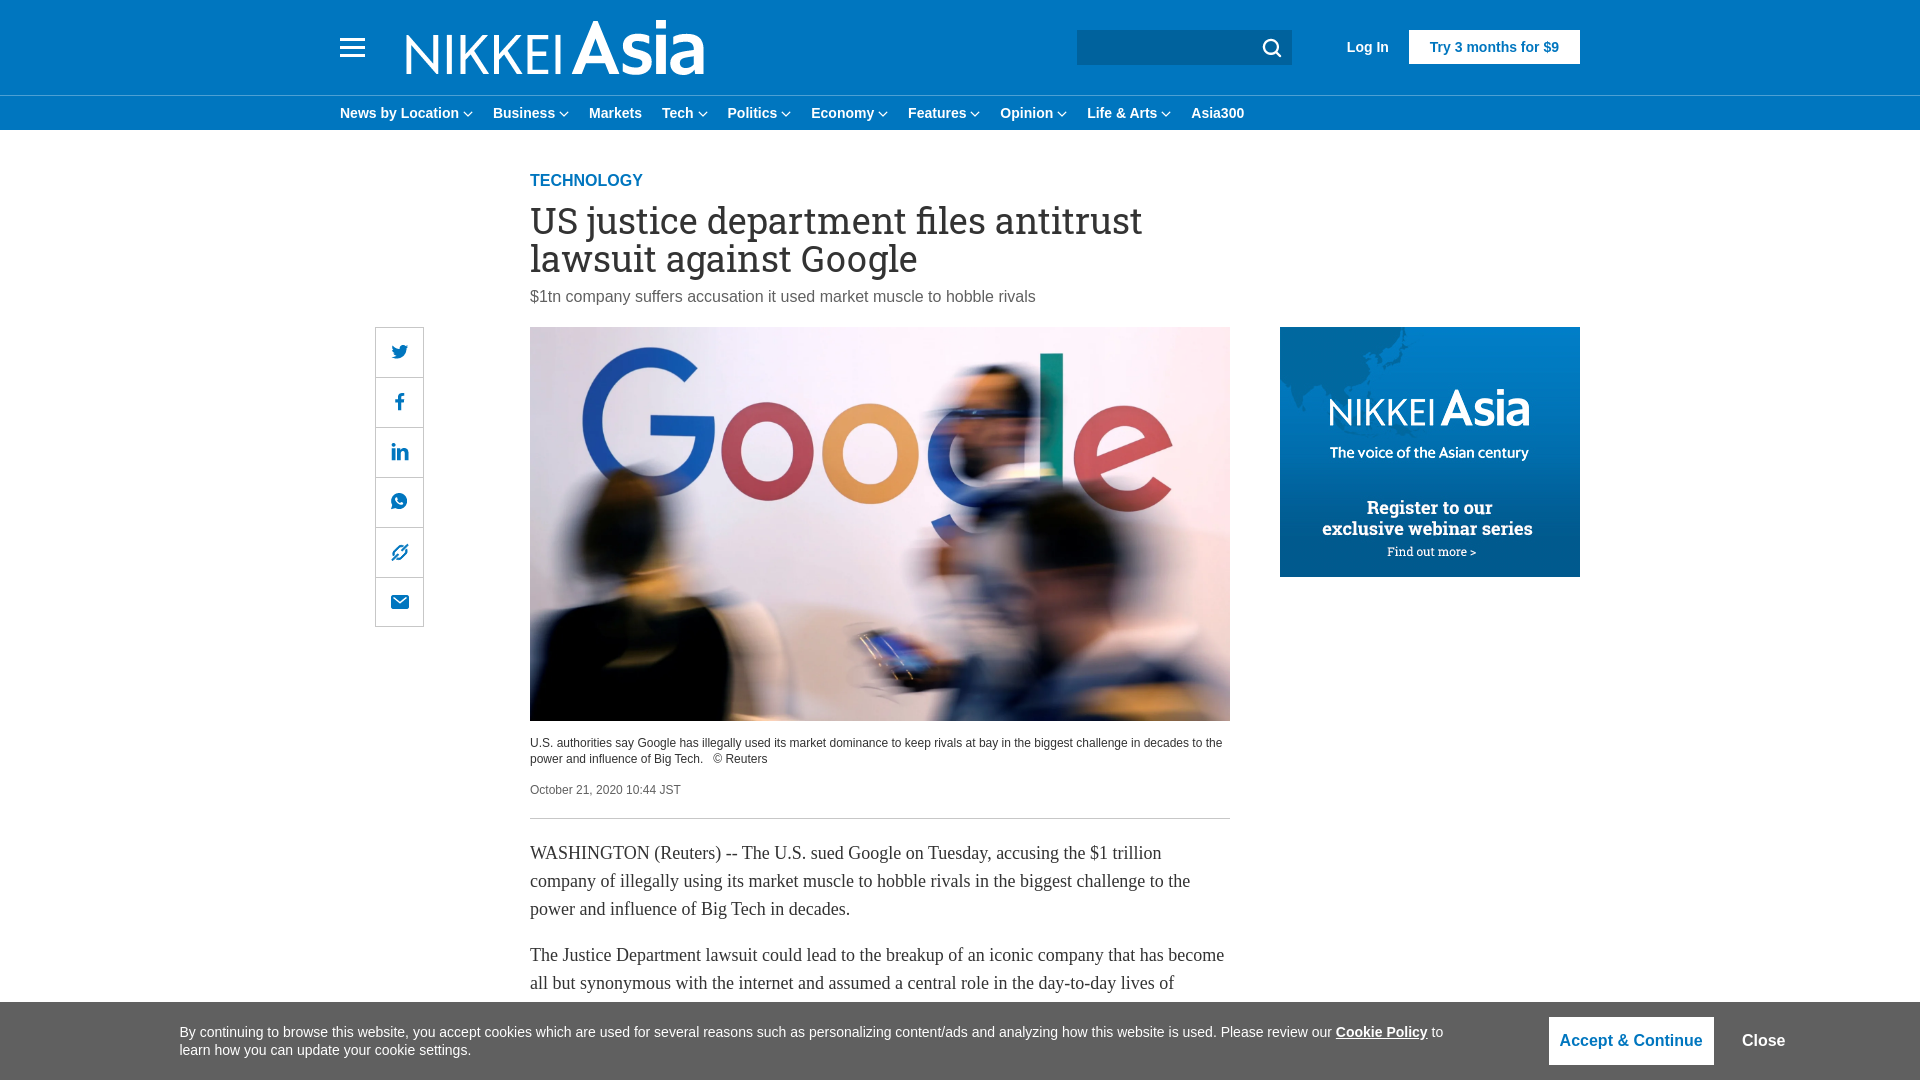 NIKKEI Asia
Log In
Try 3 months for $9
News by Location
Business
Markets
Tech
Politics
Economy
Features
Opinion
Life & Arts
Asia300
TECHNOLOGY
US justice department files antitrust
lawsuit against Google
$1tn company suffers accusation it used market muscle to hobble rivals
Google
NIKKEI Asia
The voice of the Asian century
Register to our
exclusive webinar series
Find out more >
U.S. authorities say Google has illegally used its market dominance to keep rivals at bay in the biggest challenge in decades to the
power and influence of Big Tech. © Reuters
October 21, 2020 10:44 JST
WASHINGTON (Reuters) -- The U.S. sued Google on Tuesday, accusing the $1 trillion
company of illegally using its market muscle to hobble rivals in the biggest challenge to the
power and influence of Big Tech in decades.
The Justice Department lawsuit could lead to the breakup of an iconic company that has become
all but synonymous with the internet and assumed a central role in the day-to-day lives of
By continuing to browse this website, you accept cookies which are used for several reasons such as personalizing content/ads and analyzing how this website is used. Please review our Cookie Policy to
learn how you can update your cookie settings.
Accept & Continue
Close